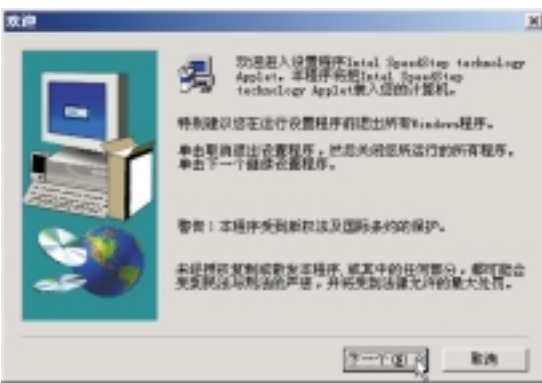 欢迎
欢迎进入设置程序Intel SpeedStep technology
Applet。本程序将把Intel SpeedStep
technology Applet装入您的计算机。
特别建议您在运行设置程序前退出所有Windows程序。
单击取消退出设置程序，然后关闭您所运行的所有程序。
单击下一个继续设置程序。
警告：本程序受到版权法及国际条约的保护。
未经授权复制或散发本程序，或其中的任何部分，都可能会
受到民法与刑法的严惩，并将受到法律允许的最大处罚。
下一个
取消